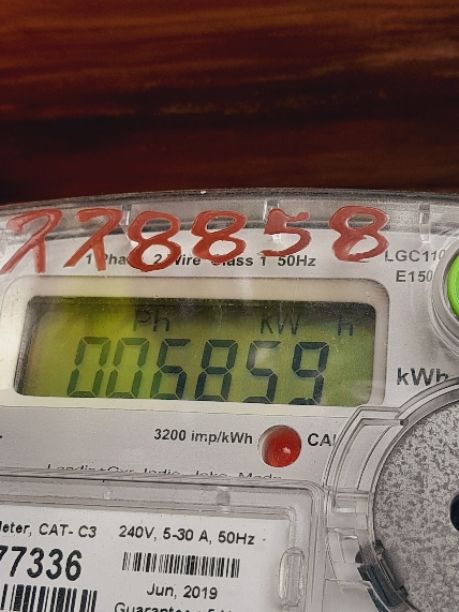 778858
1 Phase 2 Wire Class 1 50Hz
LGC110
E150
Ph kW h
006859
kWh
3200 imp/kWh
CAL
Meter, CAT- C3 240V, 5-30 A, 50Hz
77336
Jun, 2019